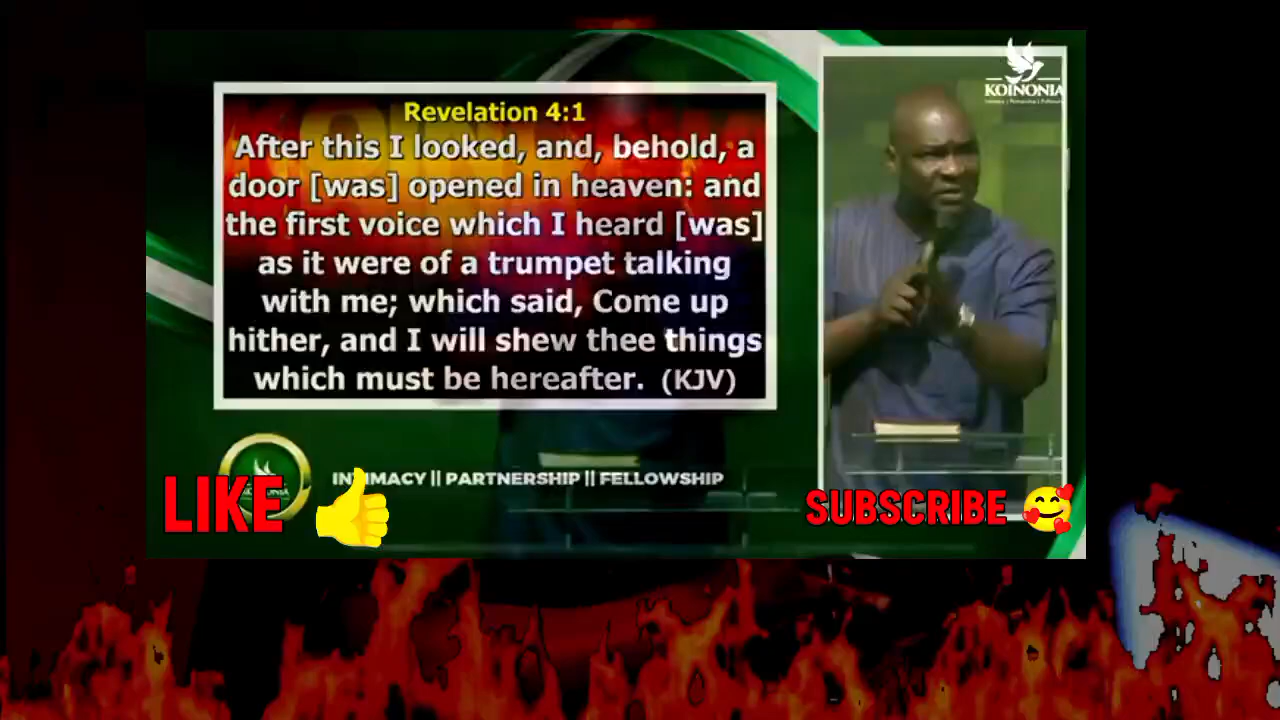 KOINONIA
Revelation 4:1
After this I looked, and, behold, a
door [was] opened in heaven: and
the first voice which I heard [was]
as it were of a trumpet talking
with me; which said, Come up
hither, and I will shew thee things
which must be hereafter. (KJV)
INTIMACY || PARTNERSHIP || FELLOWSHIP
LIKE
SUBSCRIBE